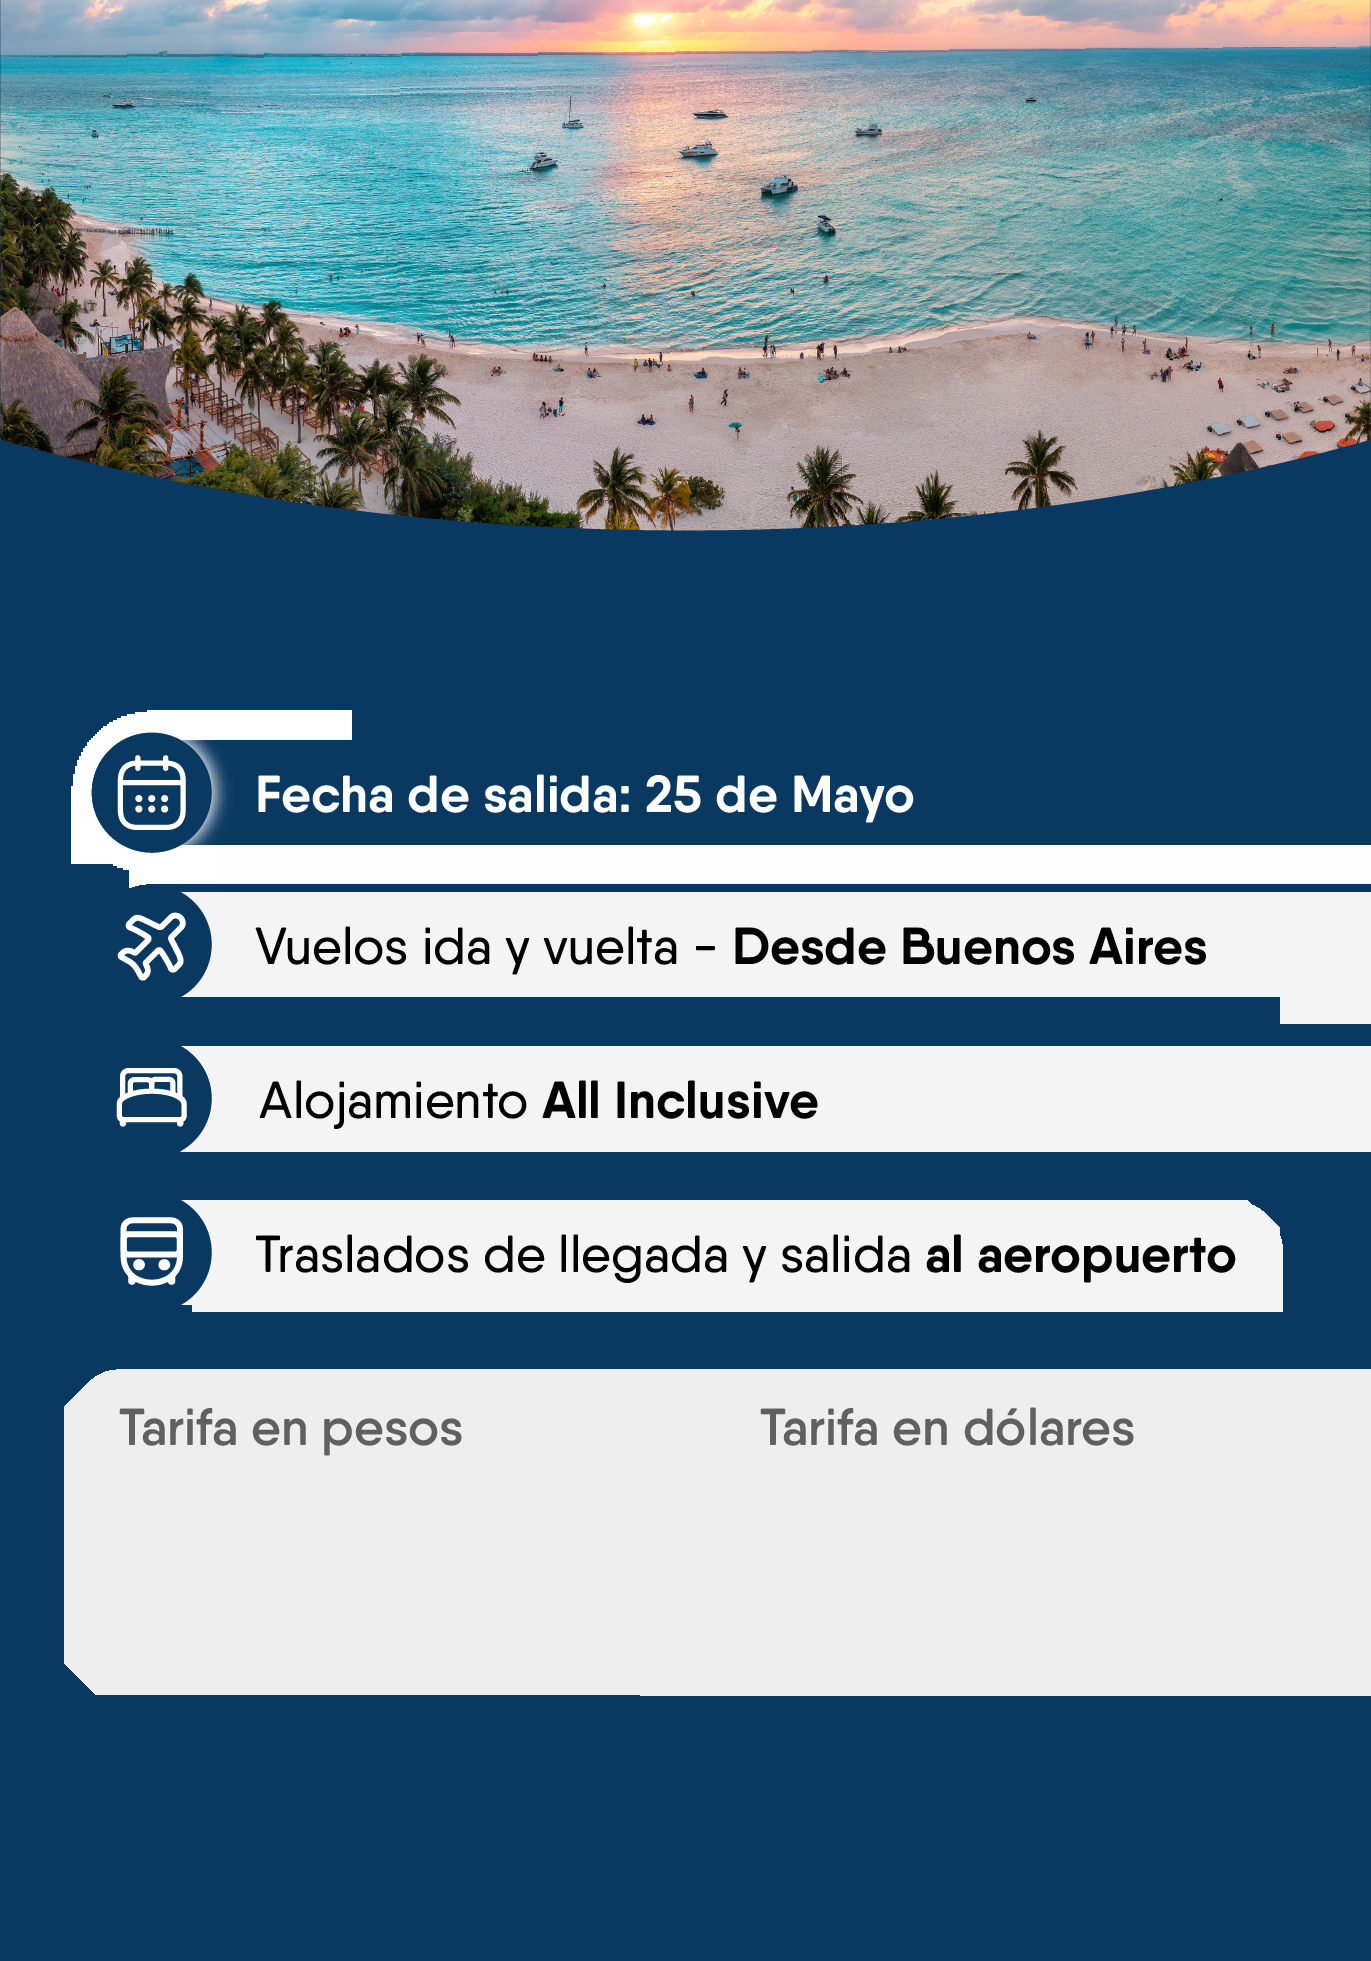 Fecha de salida: 25 de Mayo
Vuelos ida y vuelta - Desde Buenos Aires
Alojamiento All Inclusive
Traslados de llegada y salida al aeropuerto
Tarifa en pesos
Tarifa en dólares